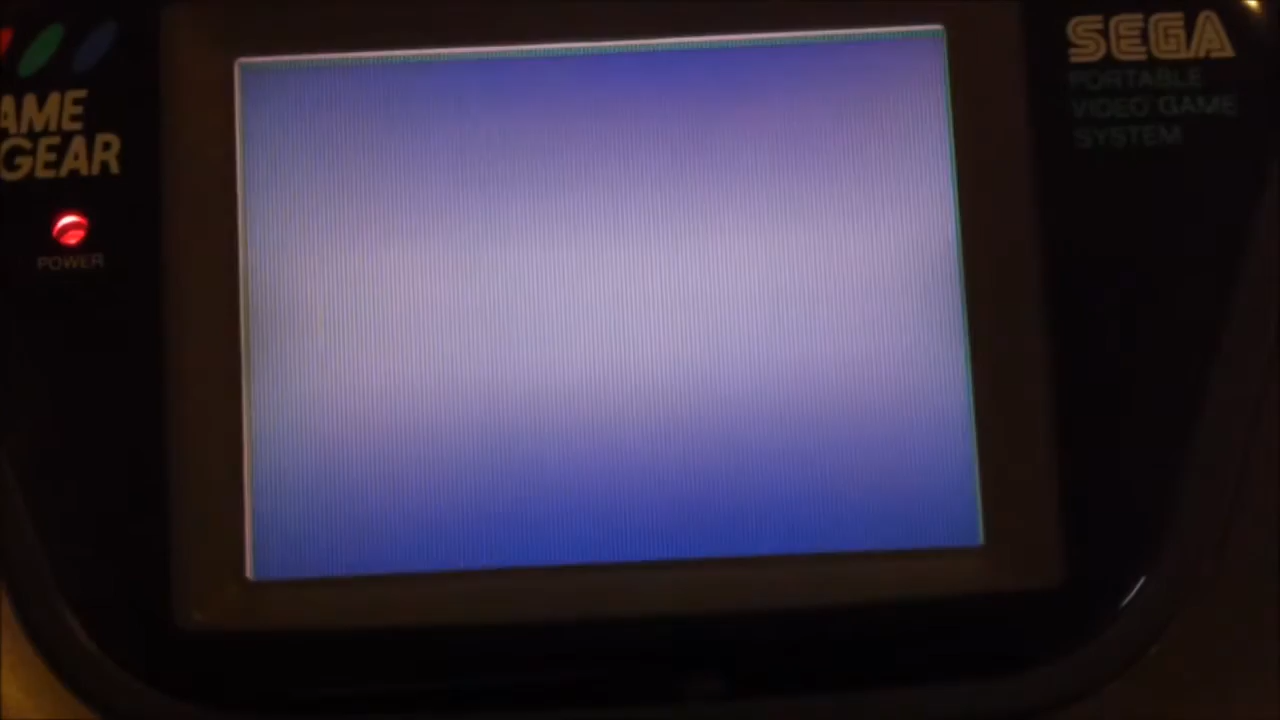 AME
GEAR
POWER
SEGA
PORTABLE
VIDEO GAME
SYSTEM